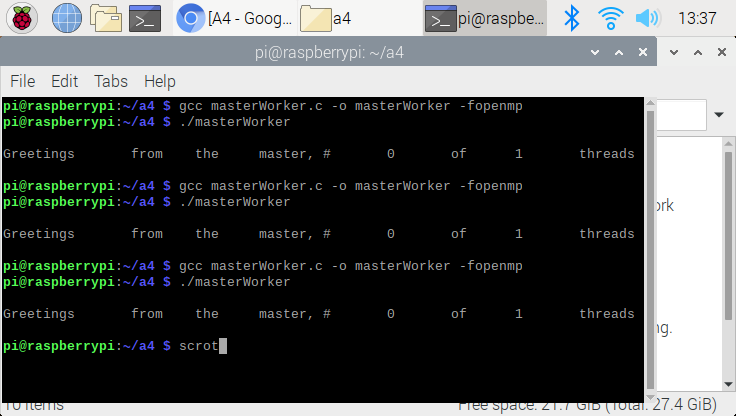 [A4 - Goog... a4 pi@raspbe... 13:37
pi@raspberrypi: ~/a4
File Edit Tabs Help
pi@raspberrypi:~/a4 $ gcc masterWorker.c -o masterWorker -fopenmp
pi@raspberrypi:~/a4 $ ./masterWorker
Greetings from the master, # 0 of 1 threads
pi@raspberrypi:~/a4 $ gcc masterWorker.c -o masterWorker -fopenmp
pi@raspberrypi:~/a4 $ ./masterWorker
Greetings from the master, # 0 of 1 threads
pi@raspberrypi:~/a4 $ gcc masterWorker.c -o masterWorker -fopenmp
pi@raspberrypi:~/a4 $ ./masterWorker
Greetings from the master, # 0 of 1 threads
pi@raspberrypi:~/a4 $ scrot
10 items Free space: 21.7 GiB (Total: 27.4 GiB)